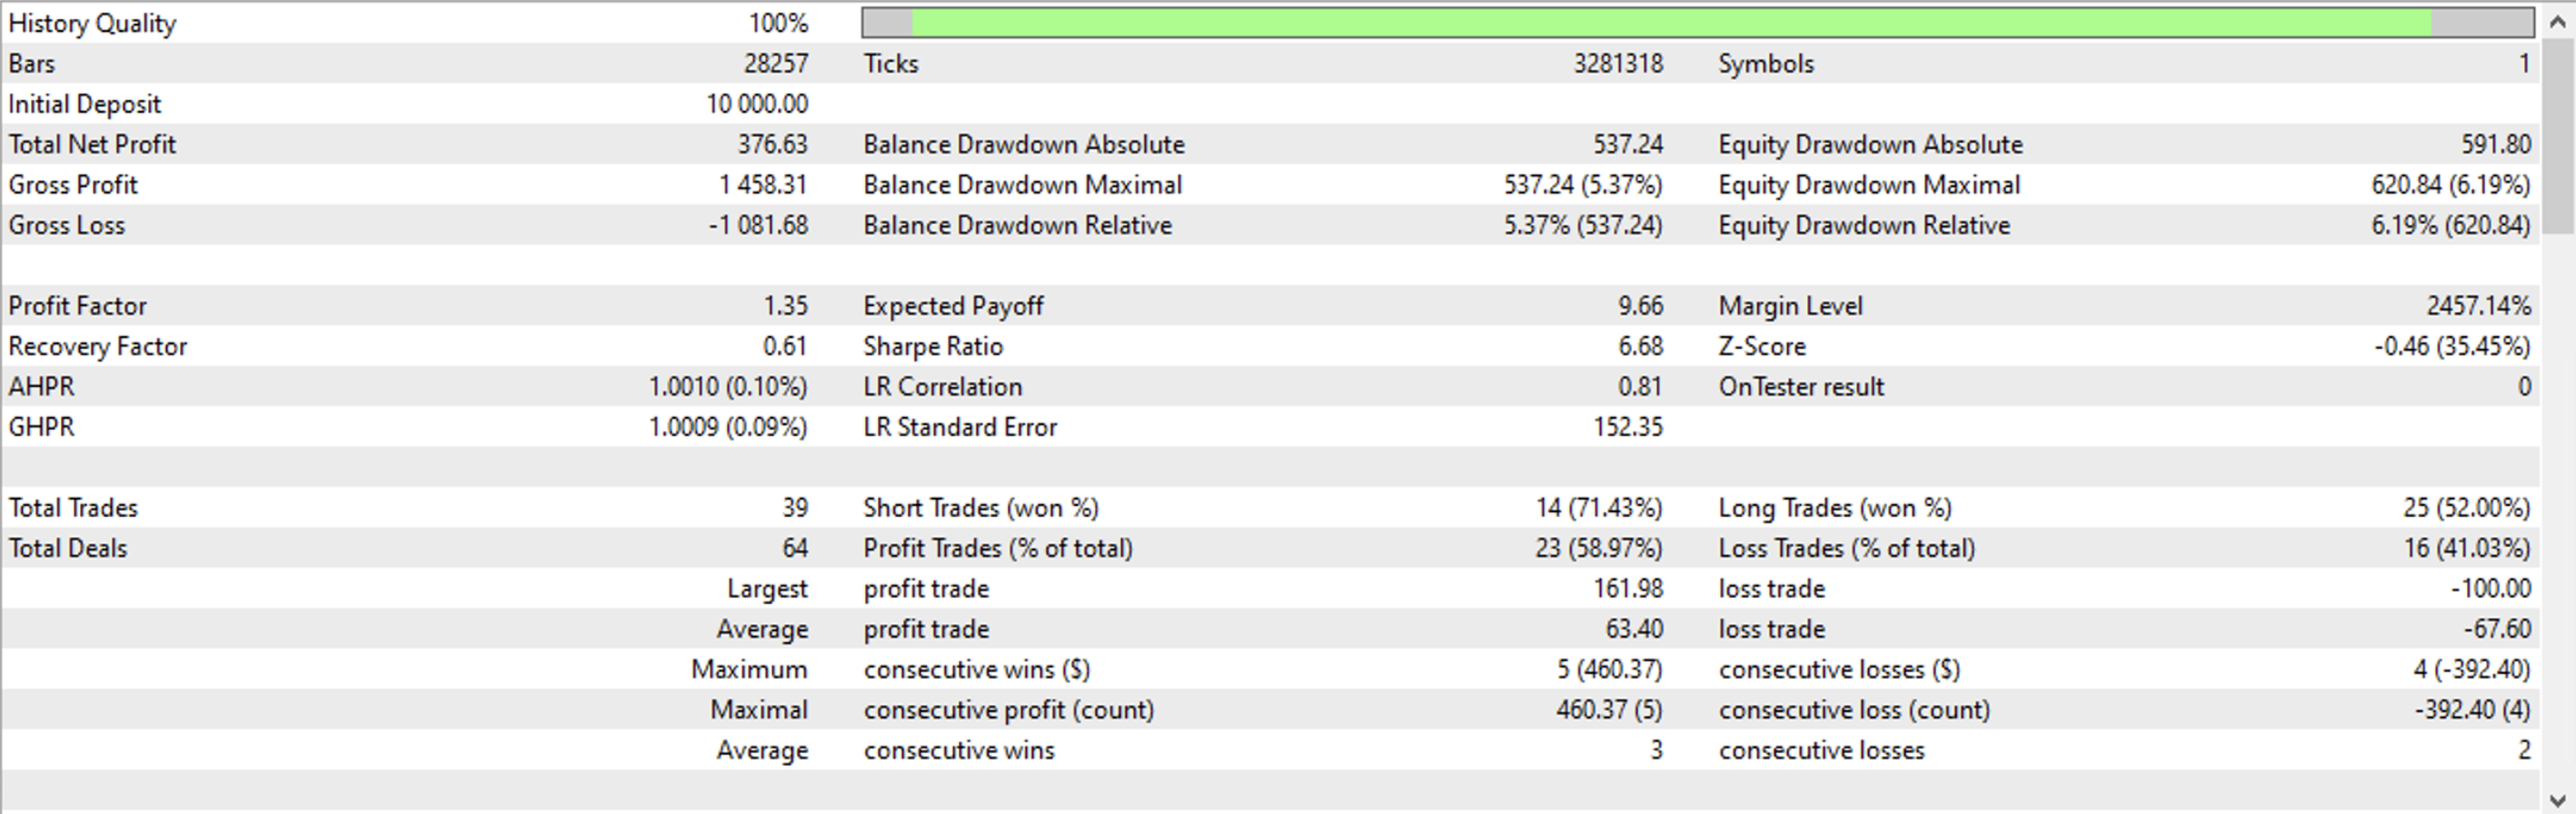 History Quality 100%
Bars 28257 Ticks 3281318 Symbols 1
Initial Deposit 10 000.00
Total Net Profit 376.63 Balance Drawdown Absolute 537.24 Equity Drawdown Absolute 591.80
Gross Profit 1 458.31 Balance Drawdown Maximal 537.24 (5.37%) Equity Drawdown Maximal 620.84 (6.19%)
Gross Loss -1 081.68 Balance Drawdown Relative 5.37% (537.24) Equity Drawdown Relative 6.19% (620.84)
Profit Factor 1.35 Expected Payoff 9.66 Margin Level 2457.14%
Recovery Factor 0.61 Sharpe Ratio 6.68 Z-Score -0.46 (35.45%)
AHPR 1.0010 (0.10%) LR Correlation 0.81 OnTester result 0
GHPR 1.0009 (0.09%) LR Standard Error 152.35
Total Trades 39 Short Trades (won %) 14 (71.43%) Long Trades (won %) 25 (52.00%)
Total Deals 64 Profit Trades (% of total) 23 (58.97%) Loss Trades (% of total) 16 (41.03%)
Largest profit trade 161.98 loss trade -100.00
Average profit trade 63.40 loss trade -67.60
Maximum consecutive wins ($) 5 (460.37) consecutive losses ($) 4 (-392.40)
Maximal consecutive profit (count) 460.37 (5) consecutive loss (count) -392.40 (4)
Average consecutive wins 3 consecutive losses 2